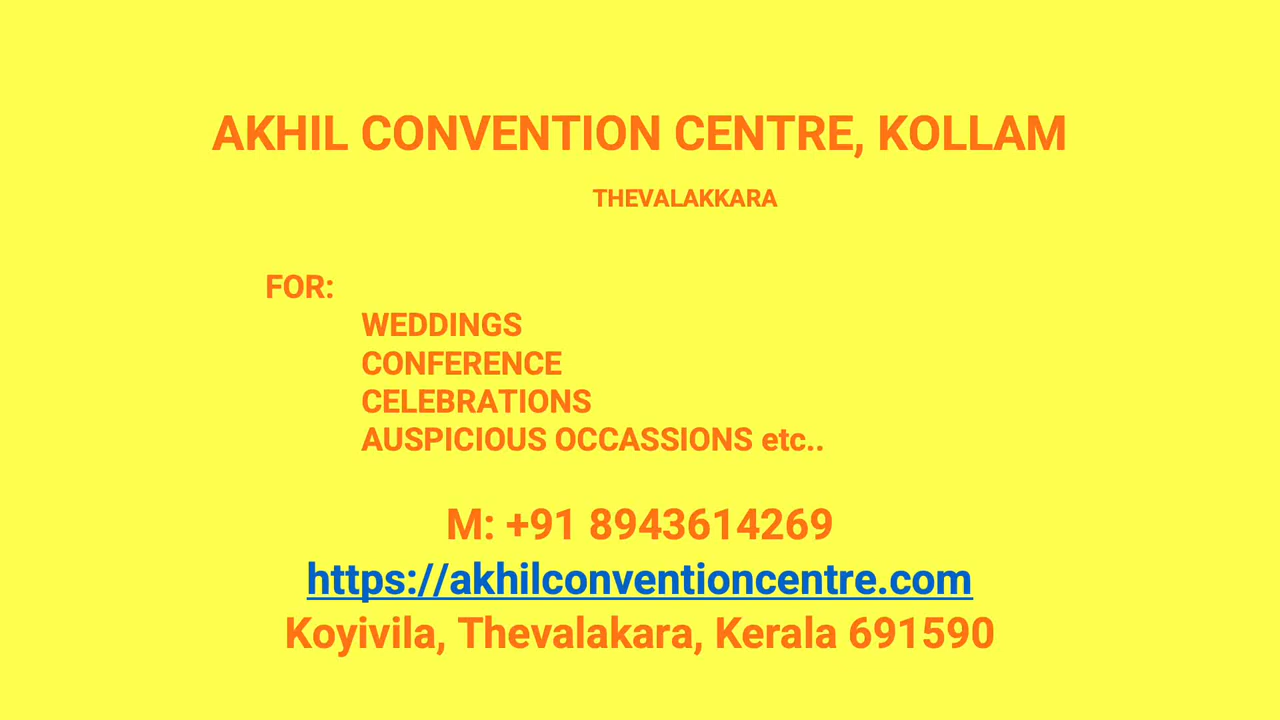 AKHIL CONVENTION CENTRE, KOLLAM
THEVALAKKARA
FOR:
WEDDINGS
CONFERENCE
CELEBRATIONS
AUSPICIOUS OCCASSIONS etc..
M: +91 8943614269
https://akhilconventioncentre.com
Koyivila, Thevalakara, Kerala 691590